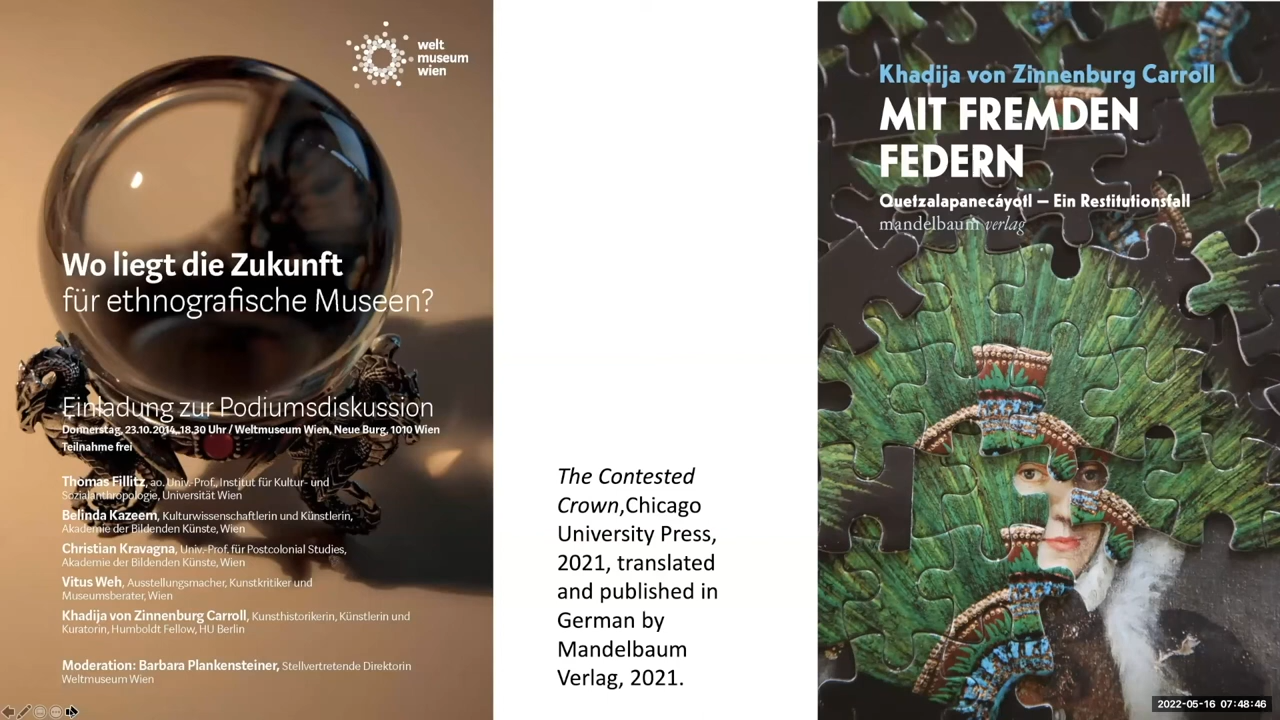 welt
museum
wien
Wo liegt die Zukunft
für ethnografische Museen?
Einladung zur Podiumsdiskussion
Donnerstag, 23.10.2014, 18.30 Uhr / Weltmuseum Wien, Neue Burg, 1010 Wien
Teilnahme frei
Thomas Fillitz, ao. Univ.-Prof., Institut für Kultur- und
Sozialanthropologie, Universität Wien
Belinda Kazeem, Kulturwissenschaftlerin und Künstlerin,
Akademie der Bildenden Künste, Wien
Christian Kravagna, Univ.-Prof. für Postcolonial Studies,
Akademie der Bildenden Künste, Wien
Vitus Weh, Ausstellungsmacher, Kunstkritiker und
Museumsberater, Wien
Khadija von Zinnenburg Carroll, Kunsthistorikerin, Künstlerin und
Kuratorin, Humboldt Fellow, HU Berlin
Moderation: Barbara Plankensteiner, Stellvertretende Direktorin
Weltmuseum Wien
The Contested
Crown,Chicago
University Press,
2021, translated
and published in
German by
Mandelbaum
Verlag, 2021.
Khadija von Zinnenburg Carroll
MIT FREMDEN
FEDERN
Quetzalapanecáyotl — Ein Restitutionsfall
mandelbaum verlag
2022-05-16 07:48:46